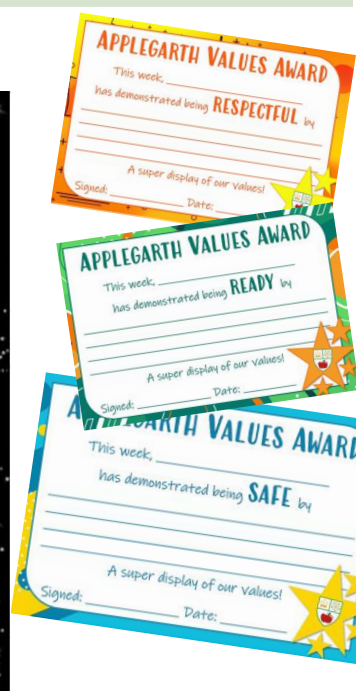 APPLEGARTH VALUES AWARD
This week,
has demonstrated being RESPECTFUL by
A super display of our values!
Signed: Date:
APPLEGARTH VALUES AWARD
This week,
has demonstrated being READY by
A super display of our values!
Signed: Date:
VALUES AWARD
This week,
has demonstrated being SAFE by
A super display of our values!
Signed: Date: